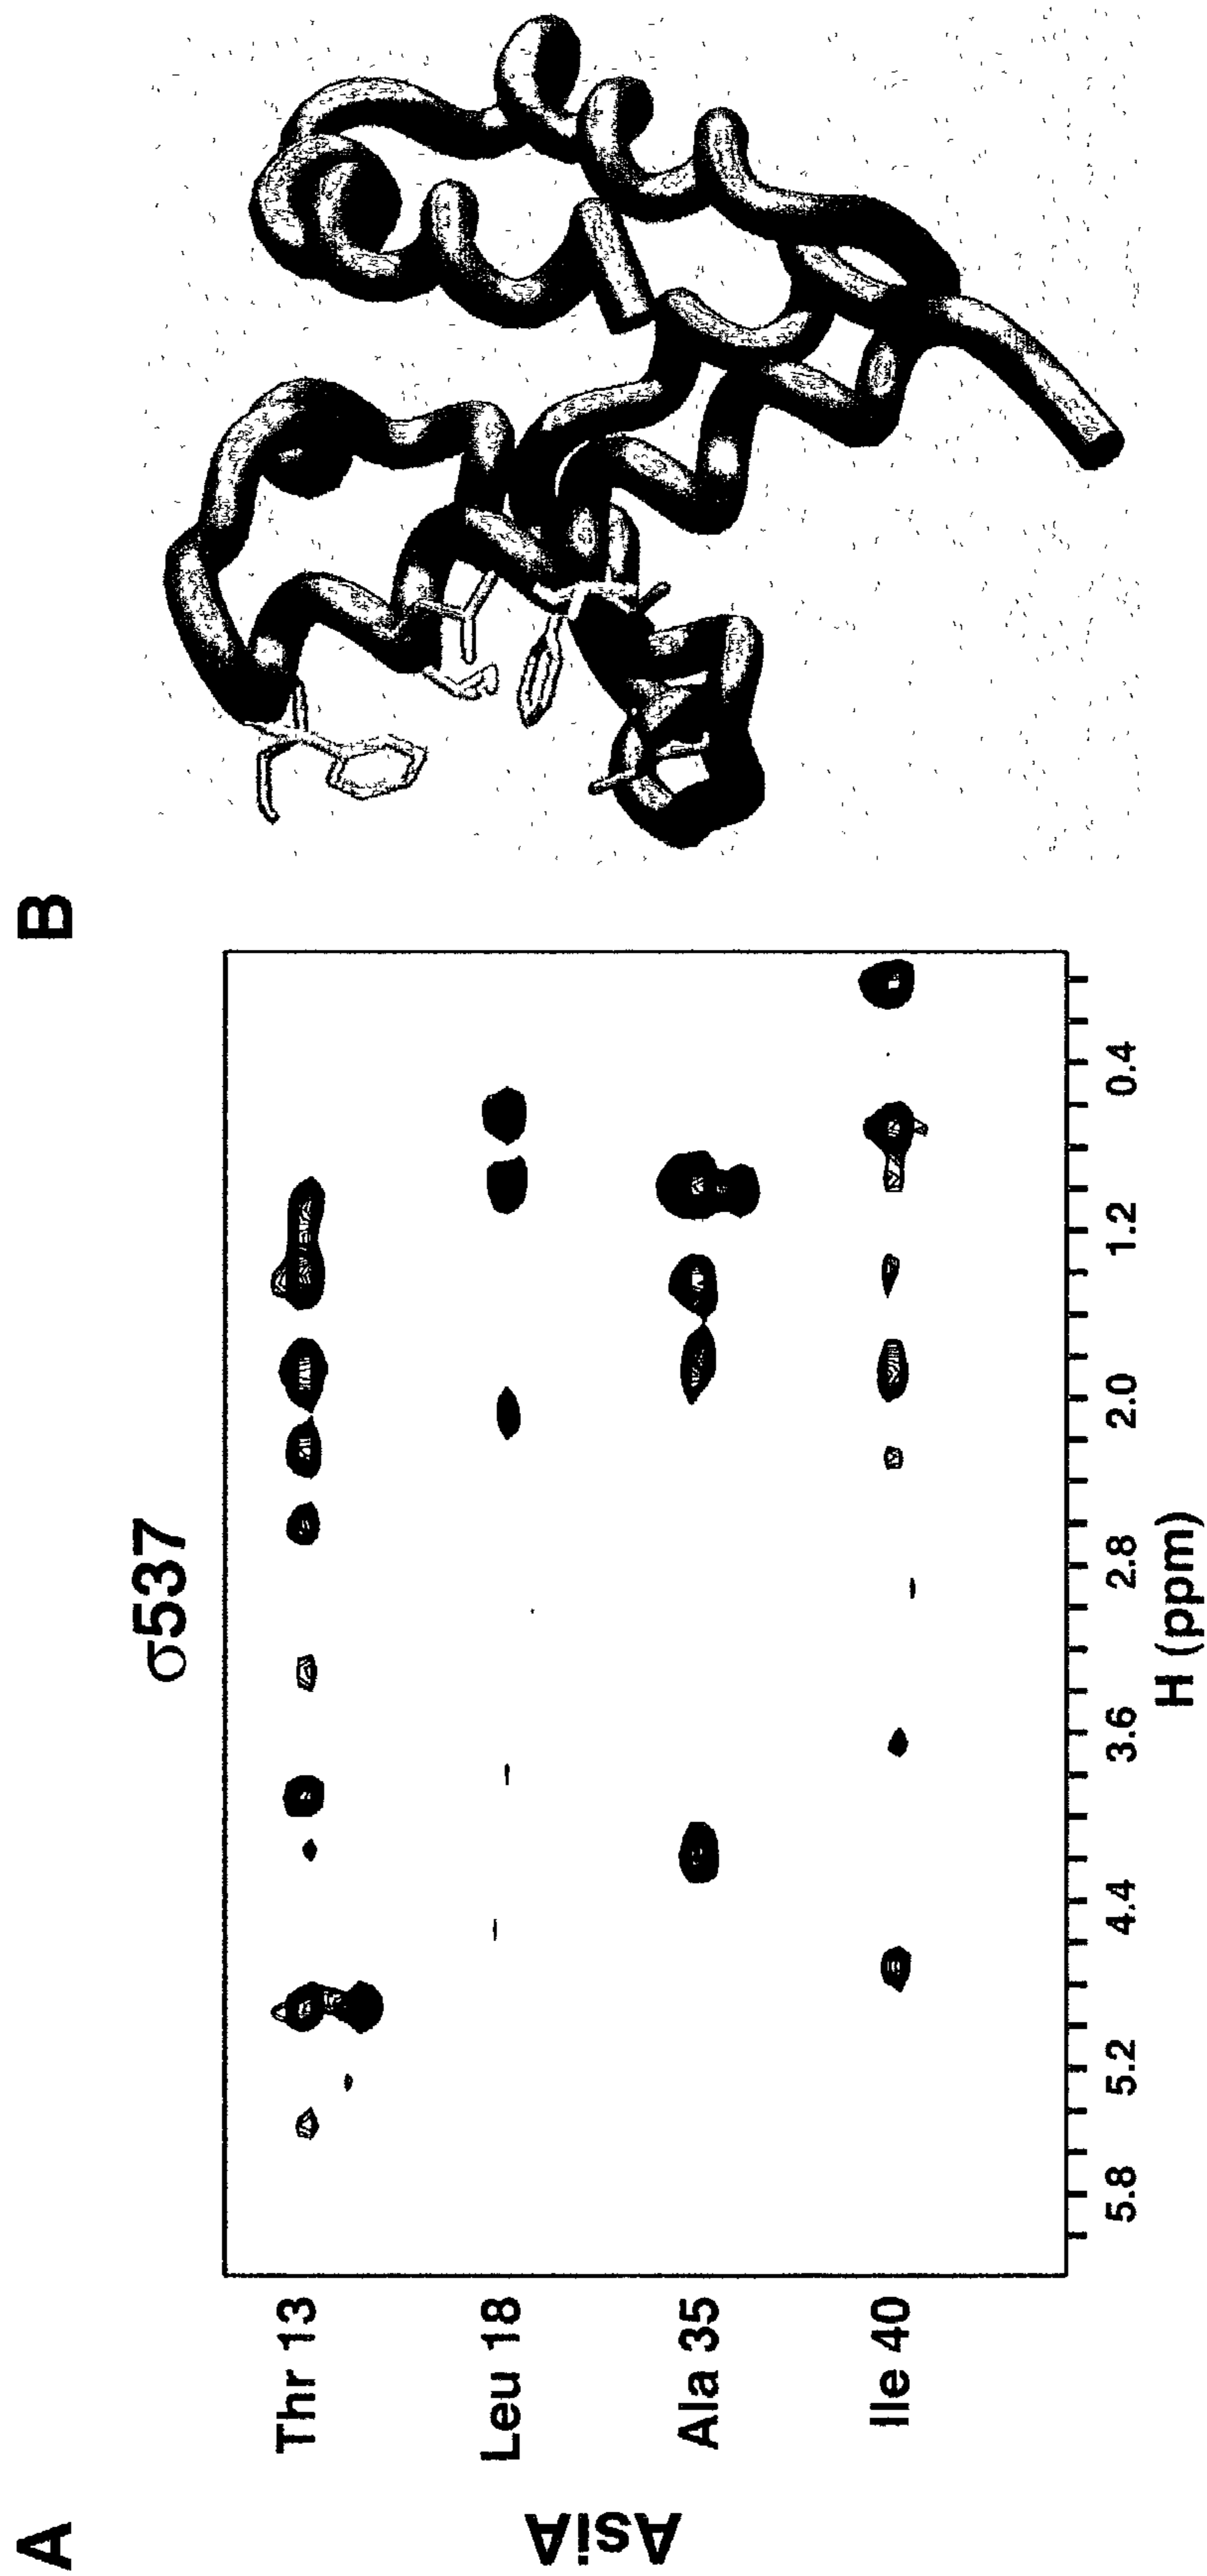 A
σ537
AsiA
Thr 13
Leu 18
Ala 35
Ile 40
5.8
5.2
4.4
3.6
2.8
2.0
1.2
0.4
H (ppm)
B